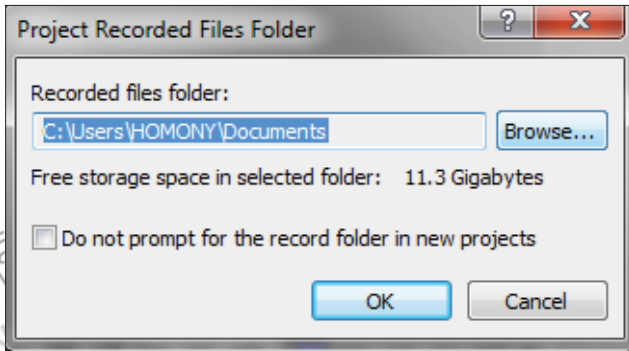 Project Recorded Files Folder
Recorded files folder:
C:\Users\HOMONY\Documents
Browse...
Free storage space in selected folder: 11.3 Gigabytes
Do not prompt for the record folder in new projects
OK
Cancel